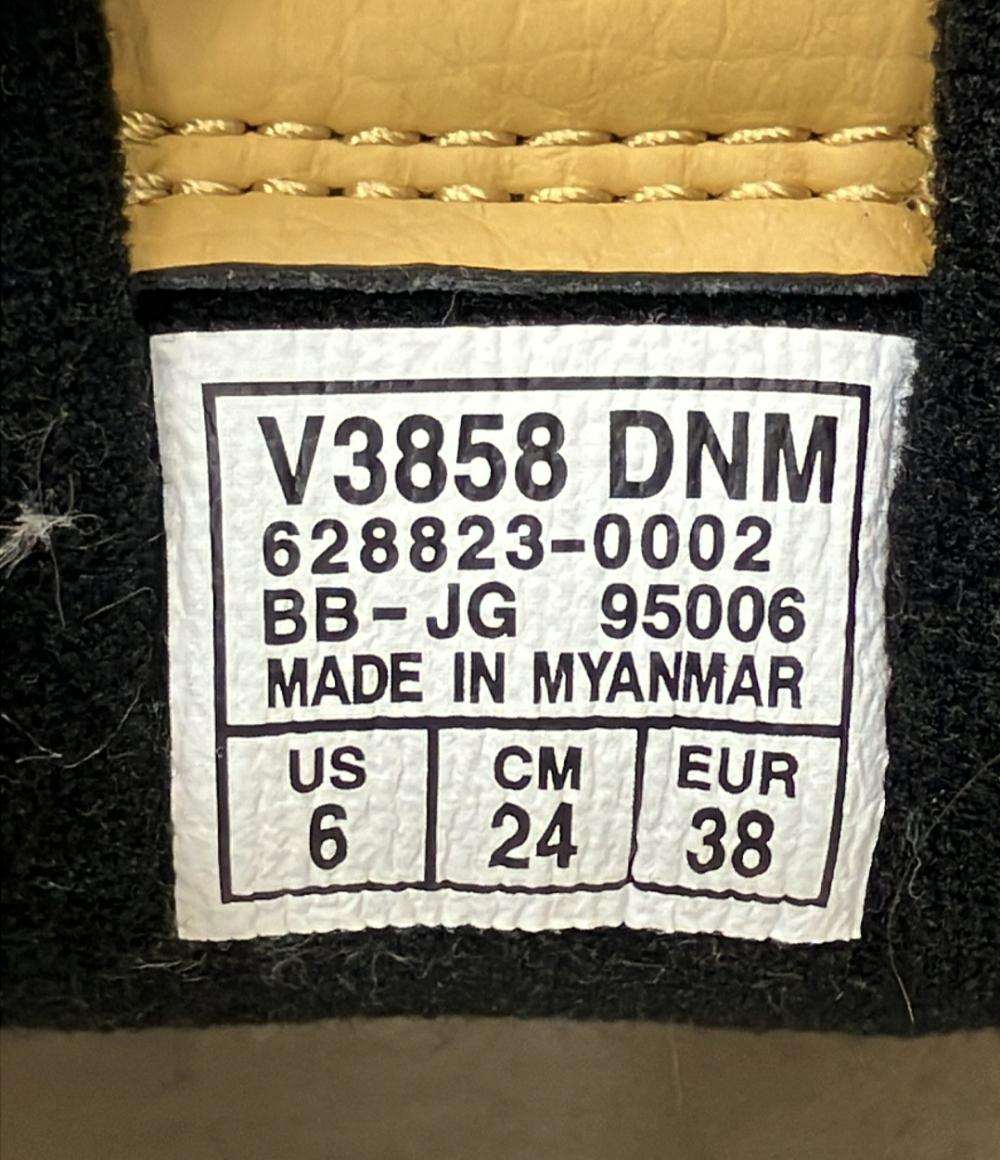 V3858 DNM
628823-0002
BB-JG 95006
MADE IN MYANMAR
US CM EUR
6 24 38